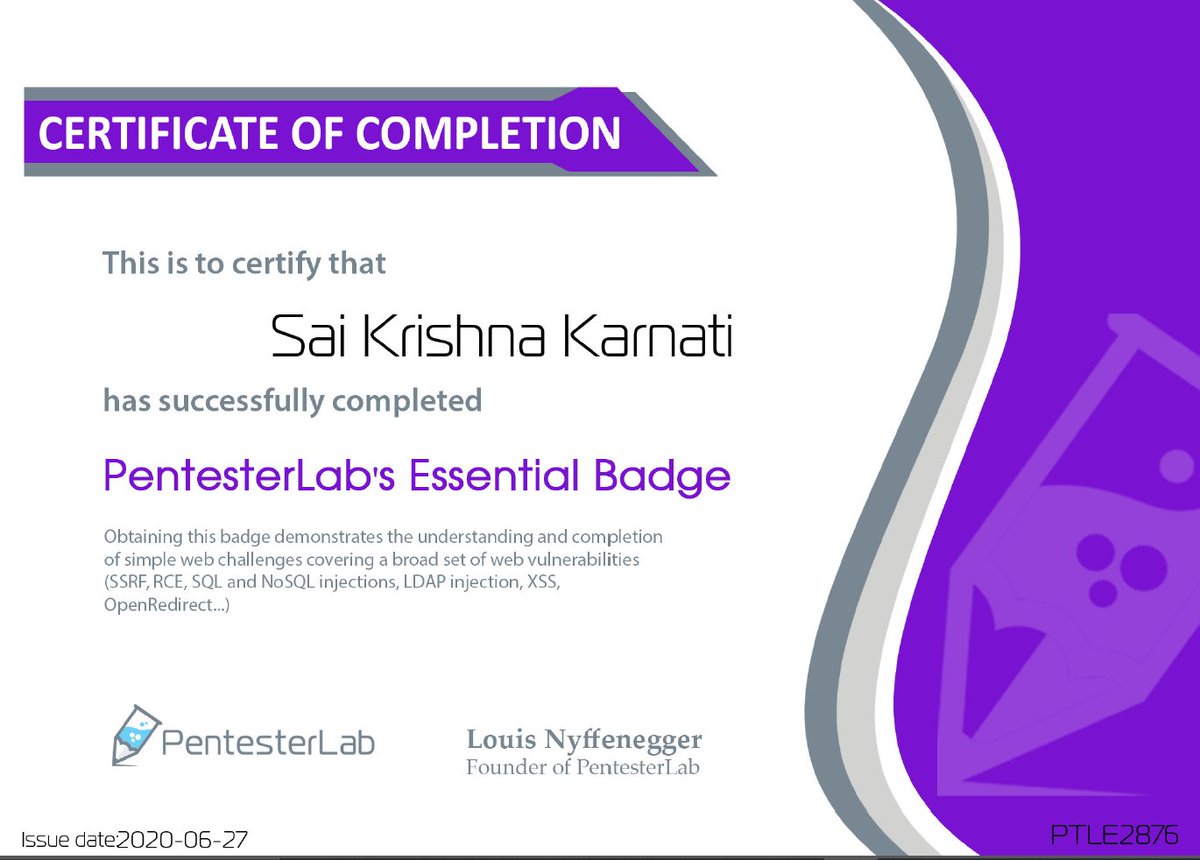 CERTIFICATE OF COMPLETION
This is to certify that
Sai Krishna Karnati
has successfully completed
PentesterLab's Essential Badge
Obtaining this badge demonstrates the understanding and completion
of simple web challenges covering a broad set of web vulnerabilities
(SSRF, RCE, SQL and NoSQL injections, LDAP injection, XSS,
OpenRedirect...)
PentesterLab
Louis Nyffenegger
Founder of PentesterLab
Issue date2020-06-27
PTLE2876